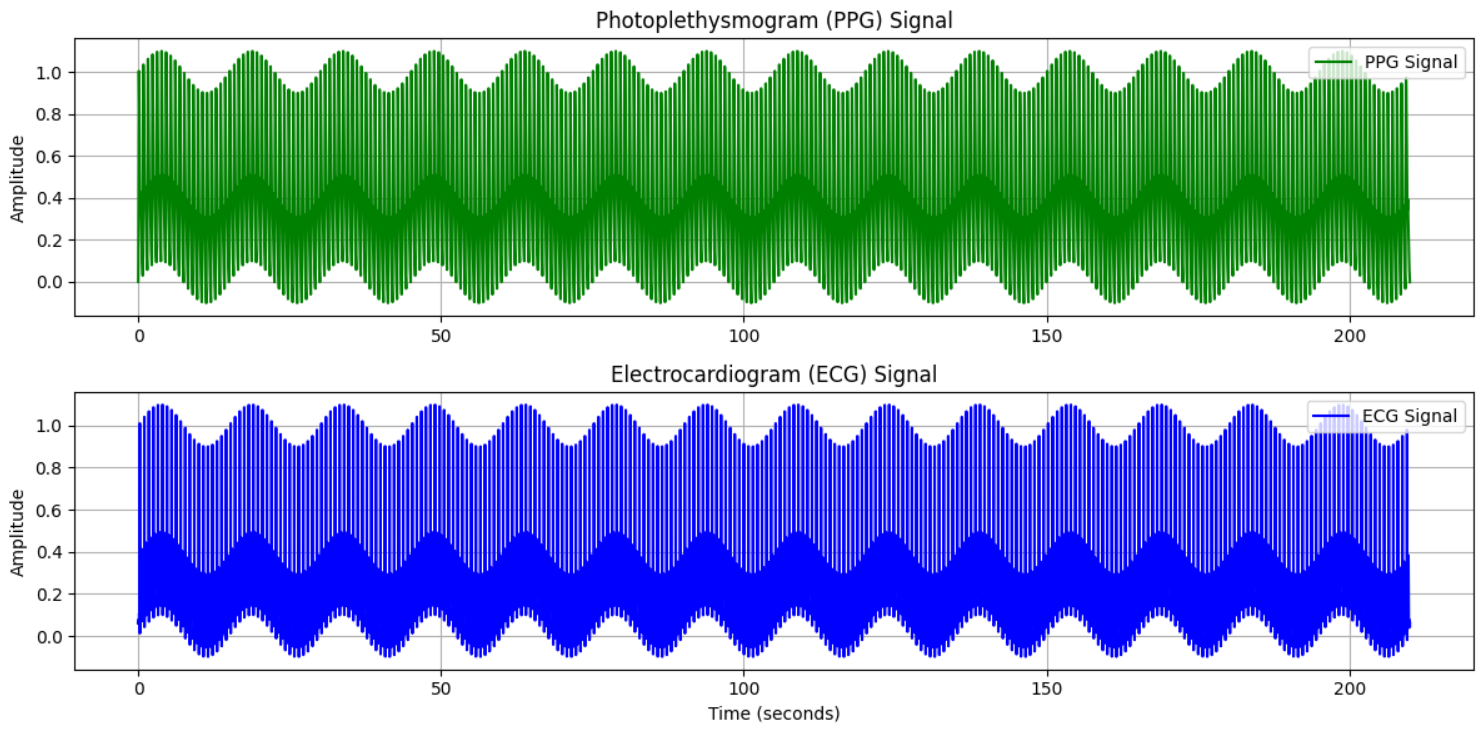 Photoplethysmogram (PPG) Signal
PPG Signal
1.0
0.8
0.6
0.4
0.2
0.0
Amplitude
0 50 100 150 200
Electrocardiogram (ECG) Signal
ECG Signal
1.0
0.8
0.6
0.4
0.2
0.0
Amplitude
0 50 100 150 200
Time (seconds)